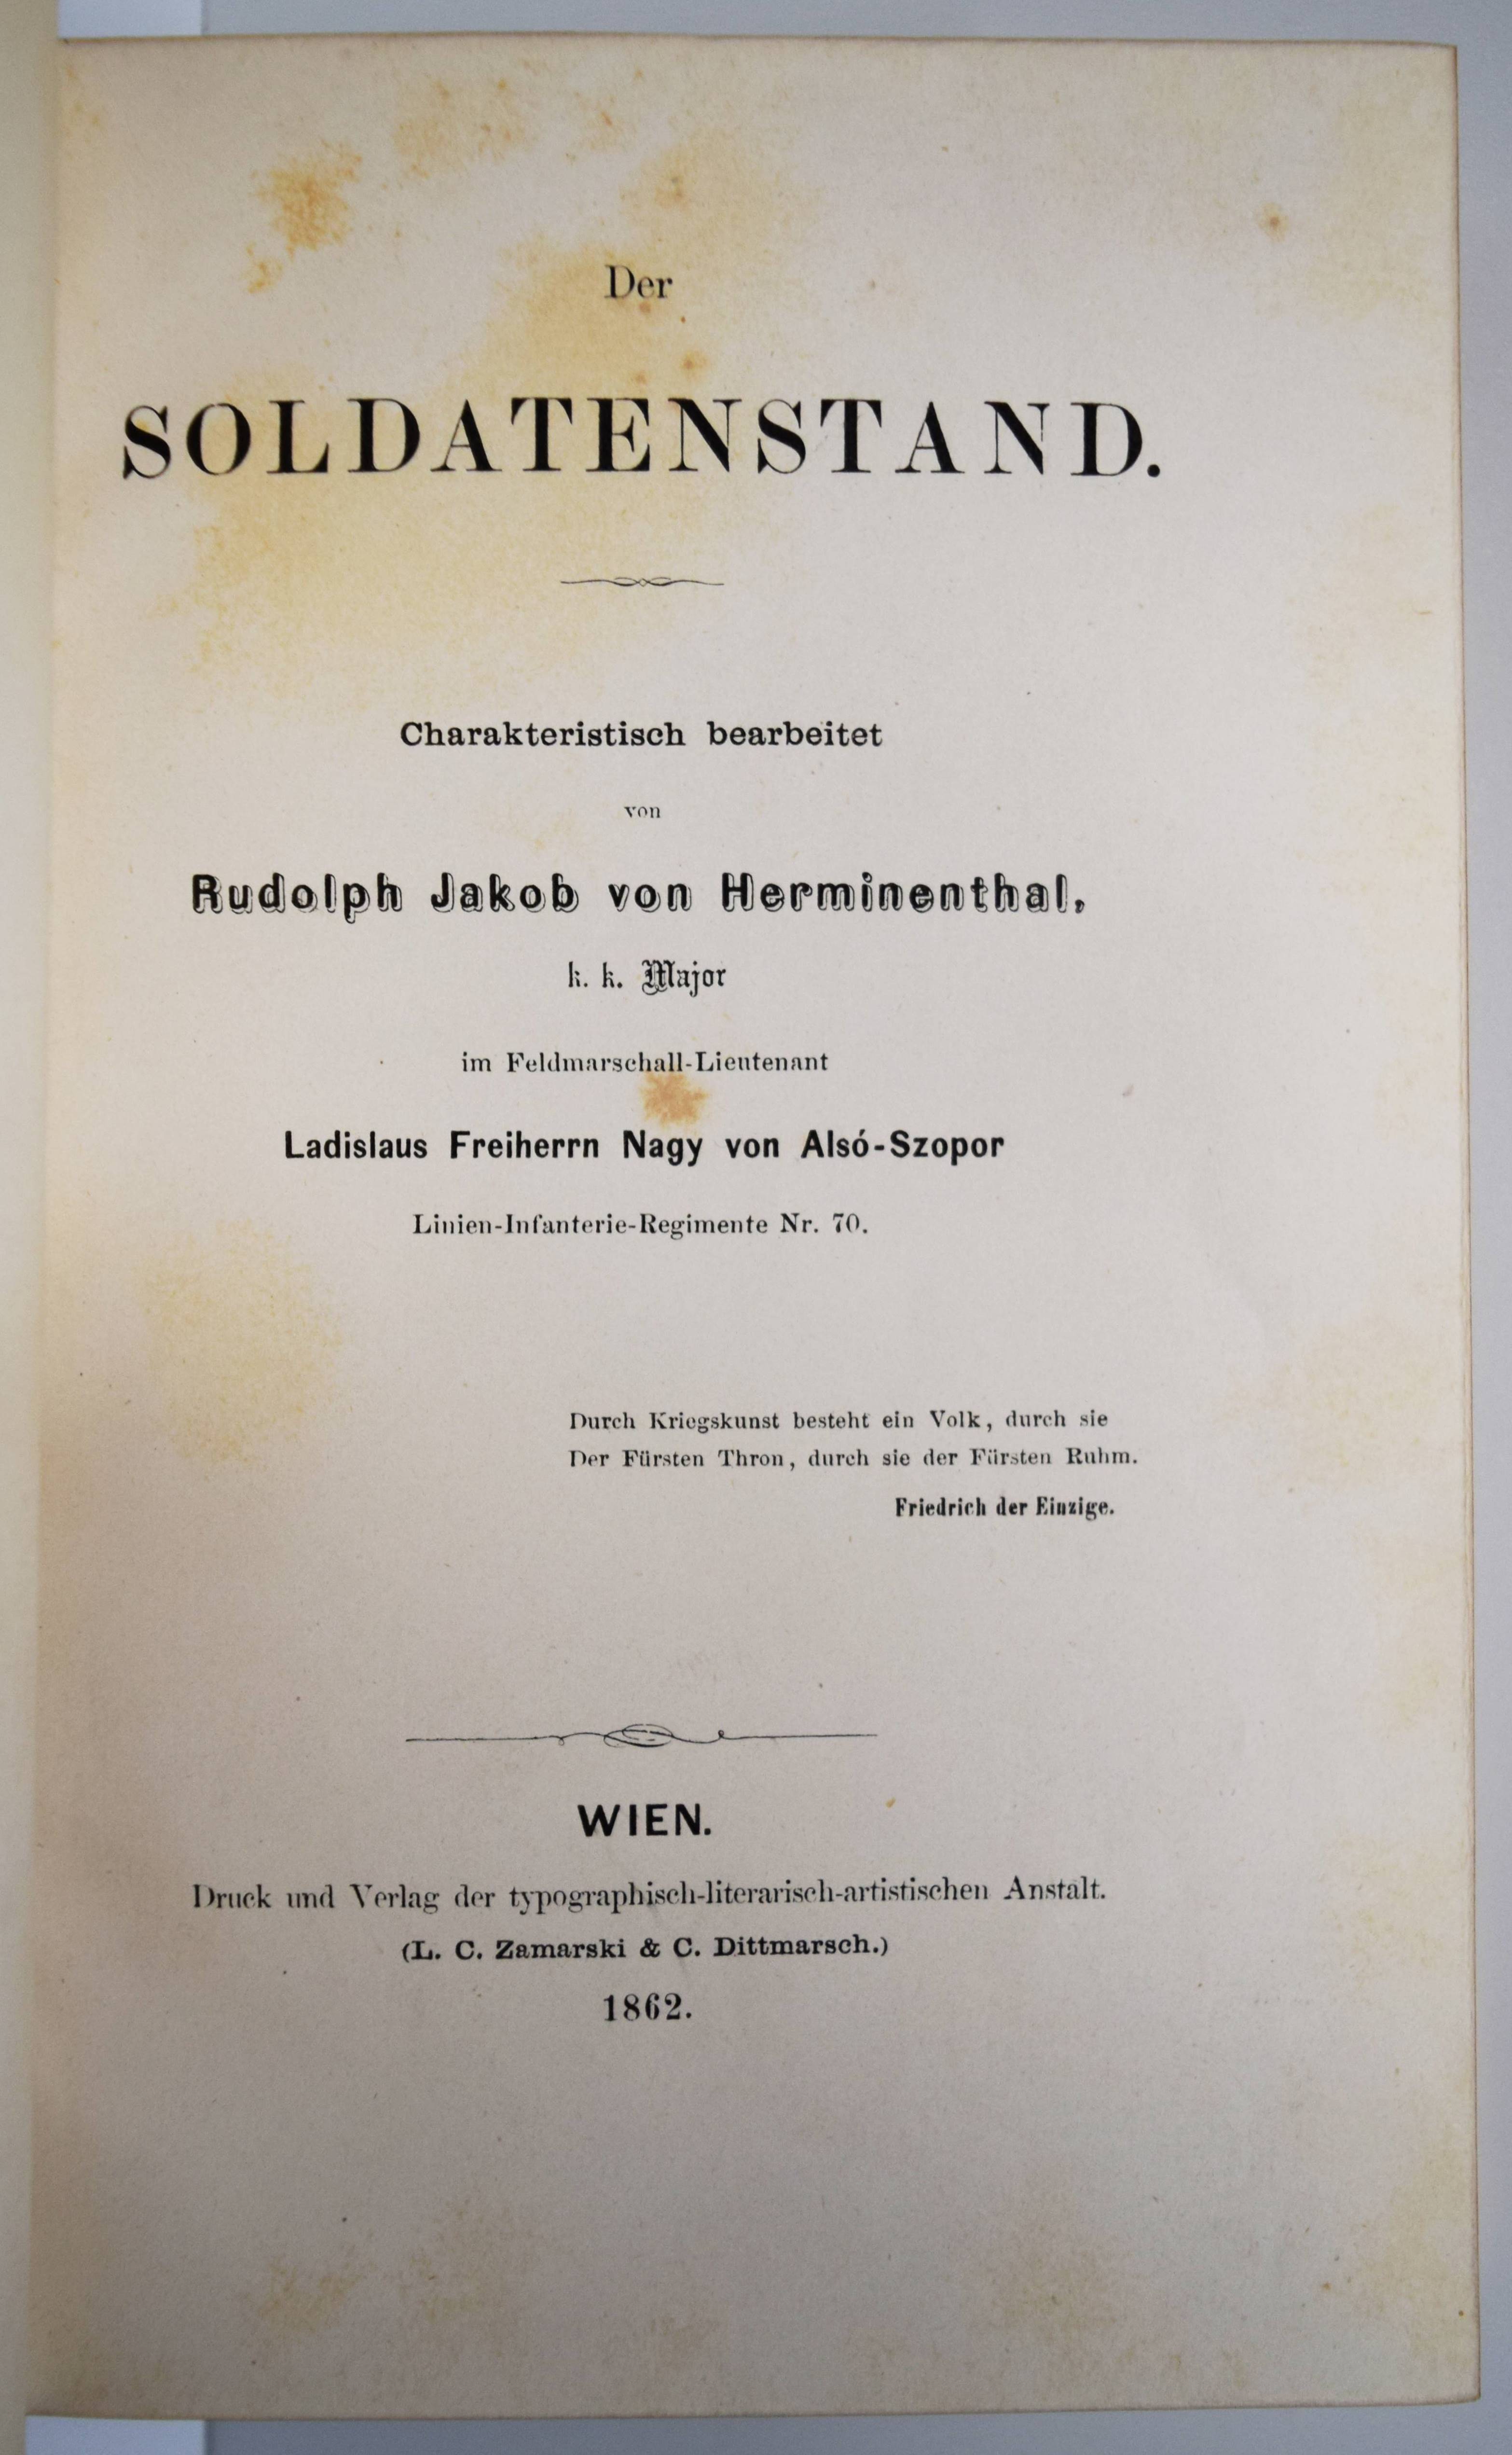 Der
SOLDATENSTAND.
Charakteristisch bearbeitet
von
Rudolph Jakob von Herminenthal,
k. k. Major
im Feldmarschall-Lieutenant
Ladislaus Freiherrn Nagy von Alsó-Szopor
Linien-Infanterie-Regimente Nr. 70.
Durch Kriegskunst besteht ein Volk, durch sie
Der Fürsten Thron, durch sie der Fürsten Ruhm.
Friedrich der Einzige.
WIEN.
Druck und Verlag der typographisch-literarisch-artistischen Anstalt.
(L. C. Zamarski & C. Dittmarsch.)
1862.